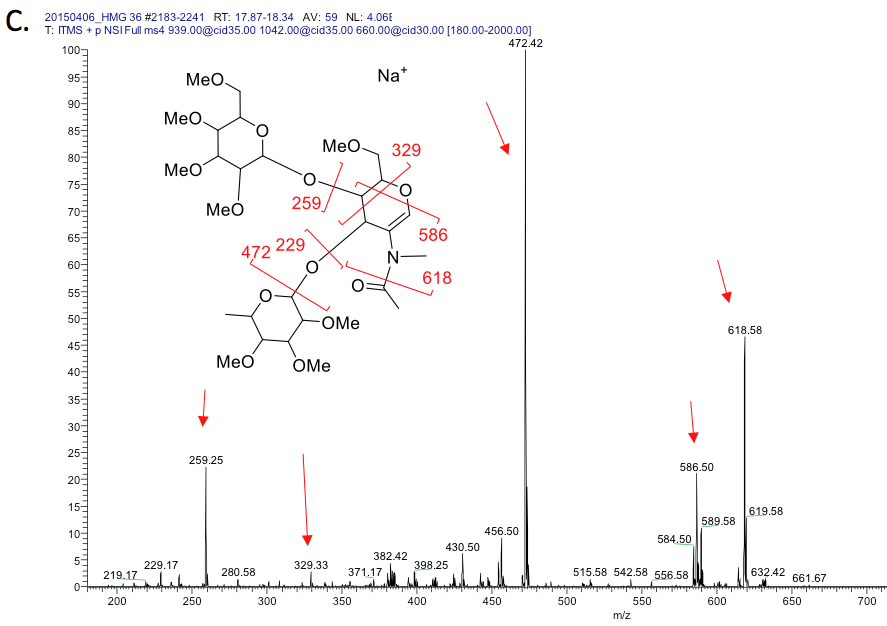 C.
20150406_HMG 36 #2183-2241 RT: 17.87-18.34 AV: 59 NL: 4.06E
T: ITMS + p NSI Full ms4 939.00@cid35.00 1042.00@cid35.00 660.00@cid30.00 [180.00-2000.00]
472.42
100
95
90
85
80
75
70
65
60
55
50
45
40
35
30
25
20
15
10
5
0
Na+
MeO
MeO
O
MeO
MeO
O
MeO
329
O
259
586
229
472
N
O
618
O
O
OMe
MeO
OMe
618.58
259.25
586.50
619.58
589.58
584.50
456.50
430.50
382.42
398.25
219.17
229.17
280.58
329.33
371.17
515.58
542.58
556.58
632.42
661.67
200
250
300
350
400
450
500
550
600
650
700
m/z